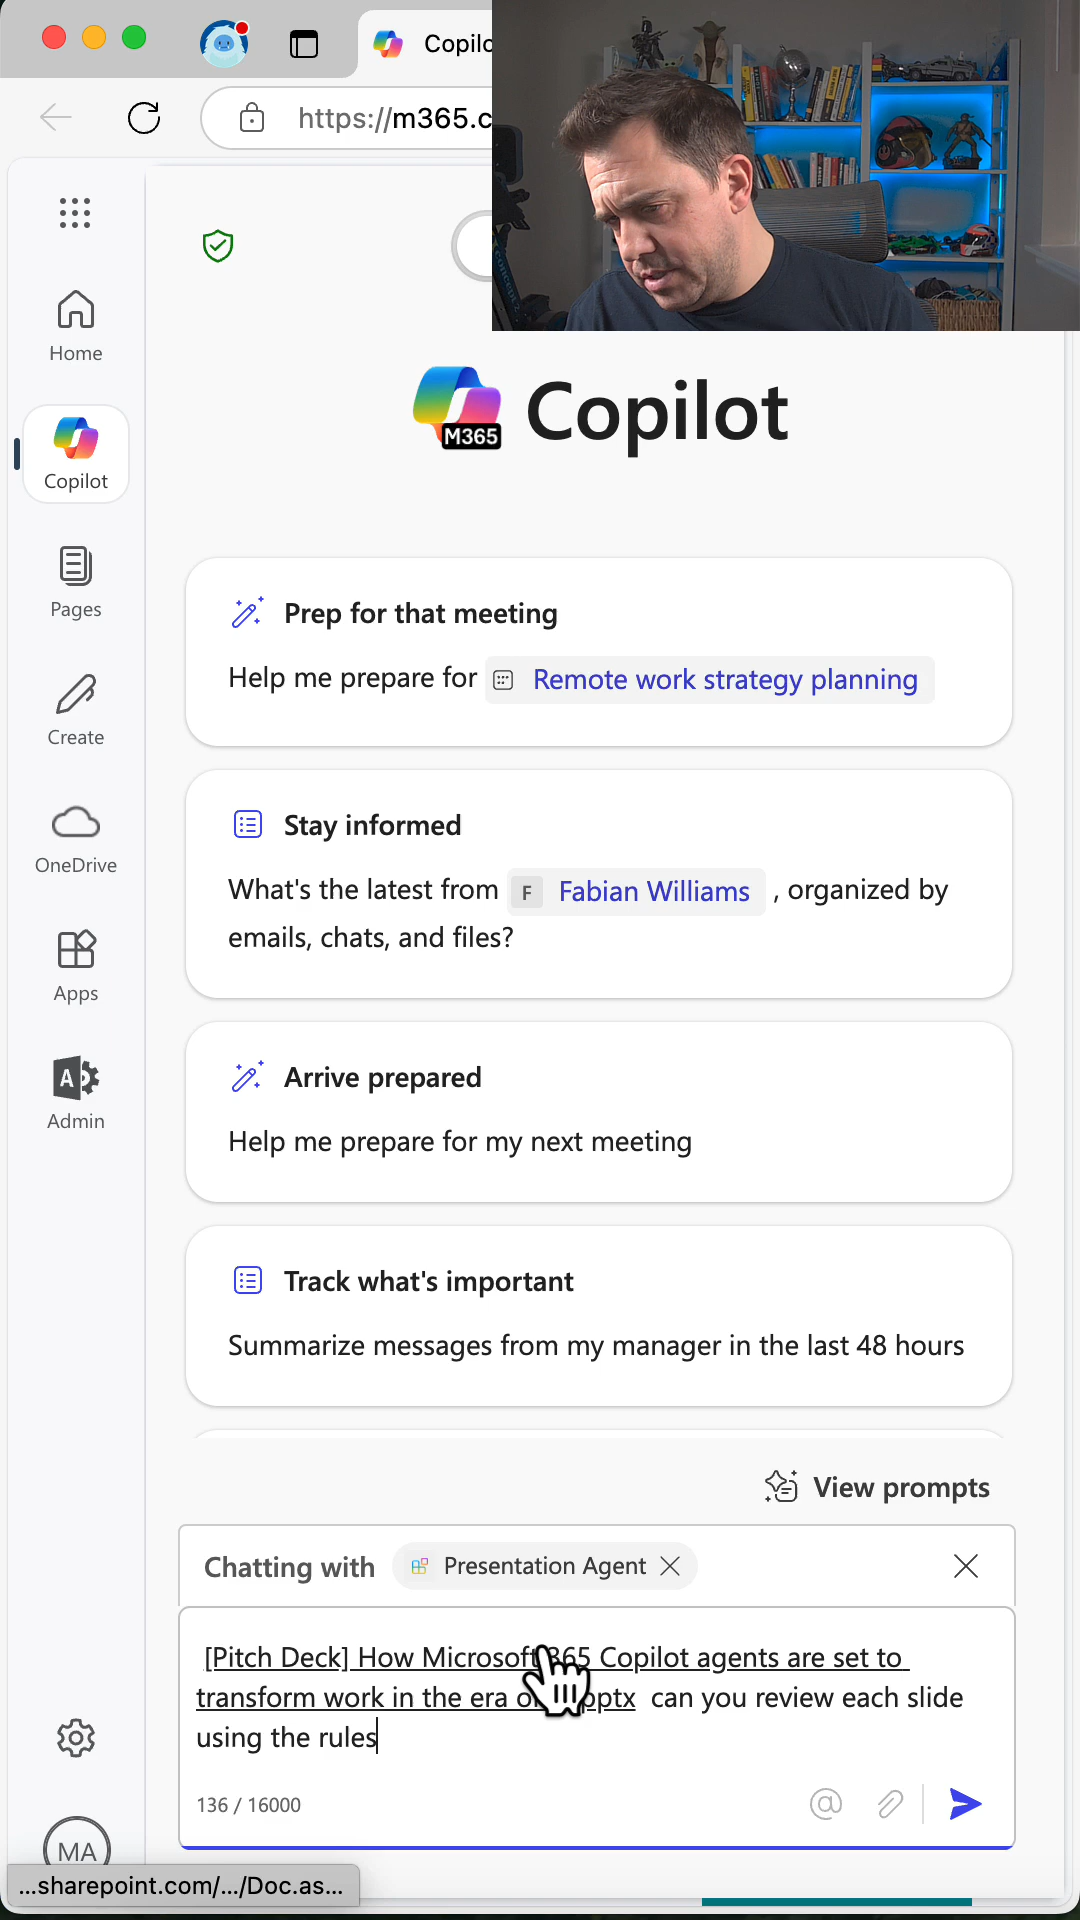 Copilo
https://m365.c
Home
Copilot
Pages
Create
OneDrive
Apps
Admin
M365 Copilot
Prep for that meeting
Help me prepare for Remote work strategy planning
Stay informed
What's the latest from F Fabian Williams , organized by
emails, chats, and files?
Arrive prepared
Help me prepare for my next meeting
Track what's important
Summarize messages from my manager in the last 48 hours
View prompts
Chatting with Presentation Agent
[Pitch Deck] How Microsoft 365 Copilot agents are set to
transform work in the era pptx can you review each slide
using the rules
136 / 16000
MA
...sharepoint.com/.../Doc.as...